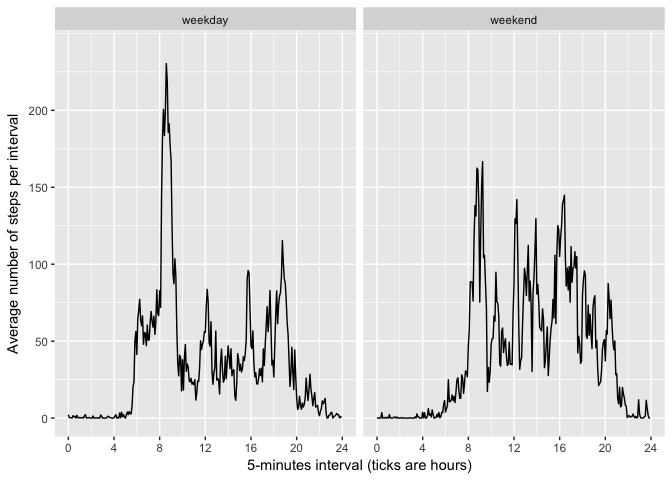 weekday weekend
Average number of steps per interval
200
150
100
50
0
0 4 8 12 16 20 24 0 4 8 12 16 20 24
5-minutes interval (ticks are hours)